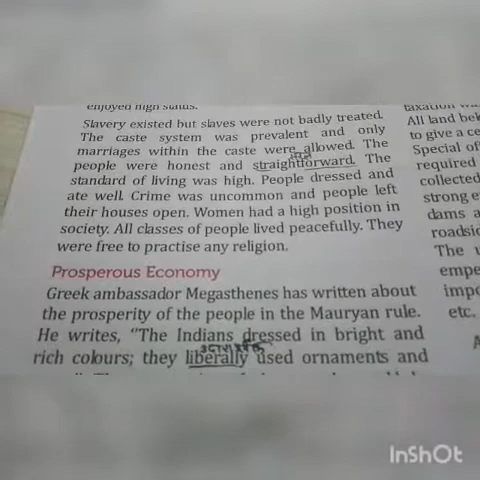 enjoyed high status.
Slavery existed but slaves were not badly treated.
The caste system was prevalent and only
marriages within the caste were allowed. The
people were honest and straightforward. The
standard of living was high. People dressed and
ate well. Crime was uncommon and people left
their houses open. Women had a high position in
society. All classes of people lived peacefully. They
were free to practise any religion.
Prosperous Economy
Greek ambassador Megasthenes has written about
the prosperity of the people in the Mauryan rule.
He writes, "The Indians dressed in bright and
rich colours; they liberally used ornaments and
taxation
All land bel
to give a ce
Special of
required
collected
strong e
dams a
roadsid
The u
empe
impo
etc.
InShOt